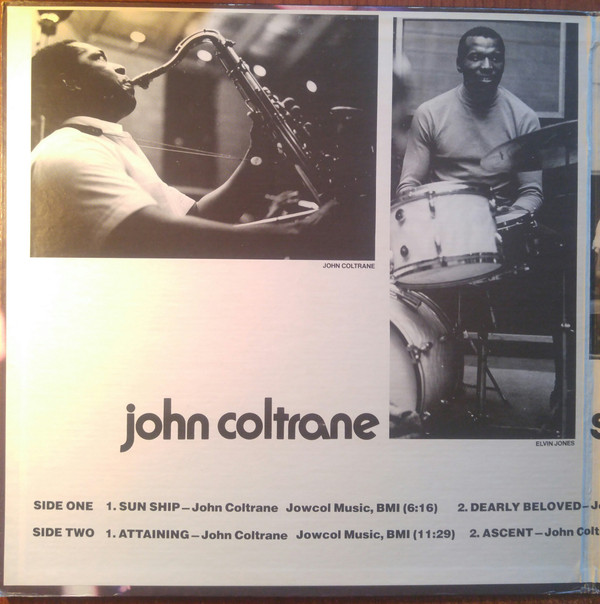 JOHN COLTRANE
ELVIN JONES
john coltrane
SIDE ONE 1. SUN SHIP – John Coltrane Jowcol Music, BMI (6:16) 2. DEARLY BELOVED –
SIDE TWO 1. ATTAINING – John Coltrane Jowcol Music, BMI (11:29) 2. ASCENT – John